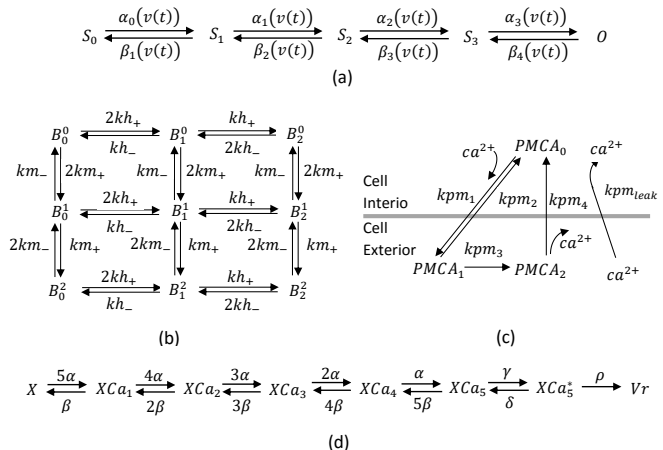 α₀(v(t)) α₁(v(t)) α₂(v(t)) α₃(v(t))
S₀ S₁ S₂ S₃ O
β₁(v(t)) β₂(v(t)) β₃(v(t)) β₄(v(t))
(a)
2kh₊ kh₊
B₀⁰ B₁⁰ B₂⁰
kh₋ 2kh₋
km₋ 2km₊ km₋ 2km₊ km₋ 2km₊
2kh₊ kh₊
B₀¹ B₁¹ B₂¹
kh₋ 2kh₋
2km₋ km₊ 2km₋ km₊ 2km₋ km₊
2kh₊ kh₊
B₀² B₁² B₂²
kh₋ 2kh₋
(b)
PMCA₀
ca²⁺ ca²⁺
Cell
Interio
kpm₁ kpm₂ kpm₄ kpm_leak
Cell
Exterior
kpm₃ ca²⁺
PMCA₁ PMCA₂ ca²⁺
(c)
5α 4α 3α 2α α γ ρ
X XCa₁ XCa₂ XCa₃ XCa₄ XCa₅ XCa₅* Vr
β 2β 3β 4β 5β δ
(d)